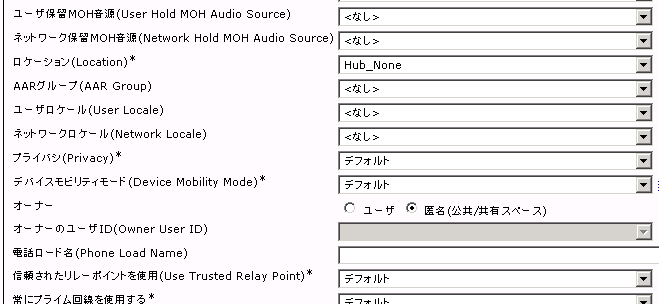 ユーザ保留MOH音源(User Hold MOH Audio Source) <なし>
ネットワーク保留MOH音源(Network Hold MOH Audio Source) <なし>
ロケーション(Location)* Hub_None
AARグループ(AAR Group) <なし>
ユーザロケール(User Locale) <なし>
ネットワークロケール(Network Locale) <なし>
プライバシ(Privacy)* デフォルト
デバイスモビリティモード(Device Mobility Mode)* デフォルト
オーナー ユーザ 匿名(公共/共有スペース)
オーナーのユーザID(Owner User ID)
電話ロード名(Phone Load Name)
信頼されたリレーポイントを使用(Use Trusted Relay Point)* デフォルト
常にプライム回線を使用する* デフォルト